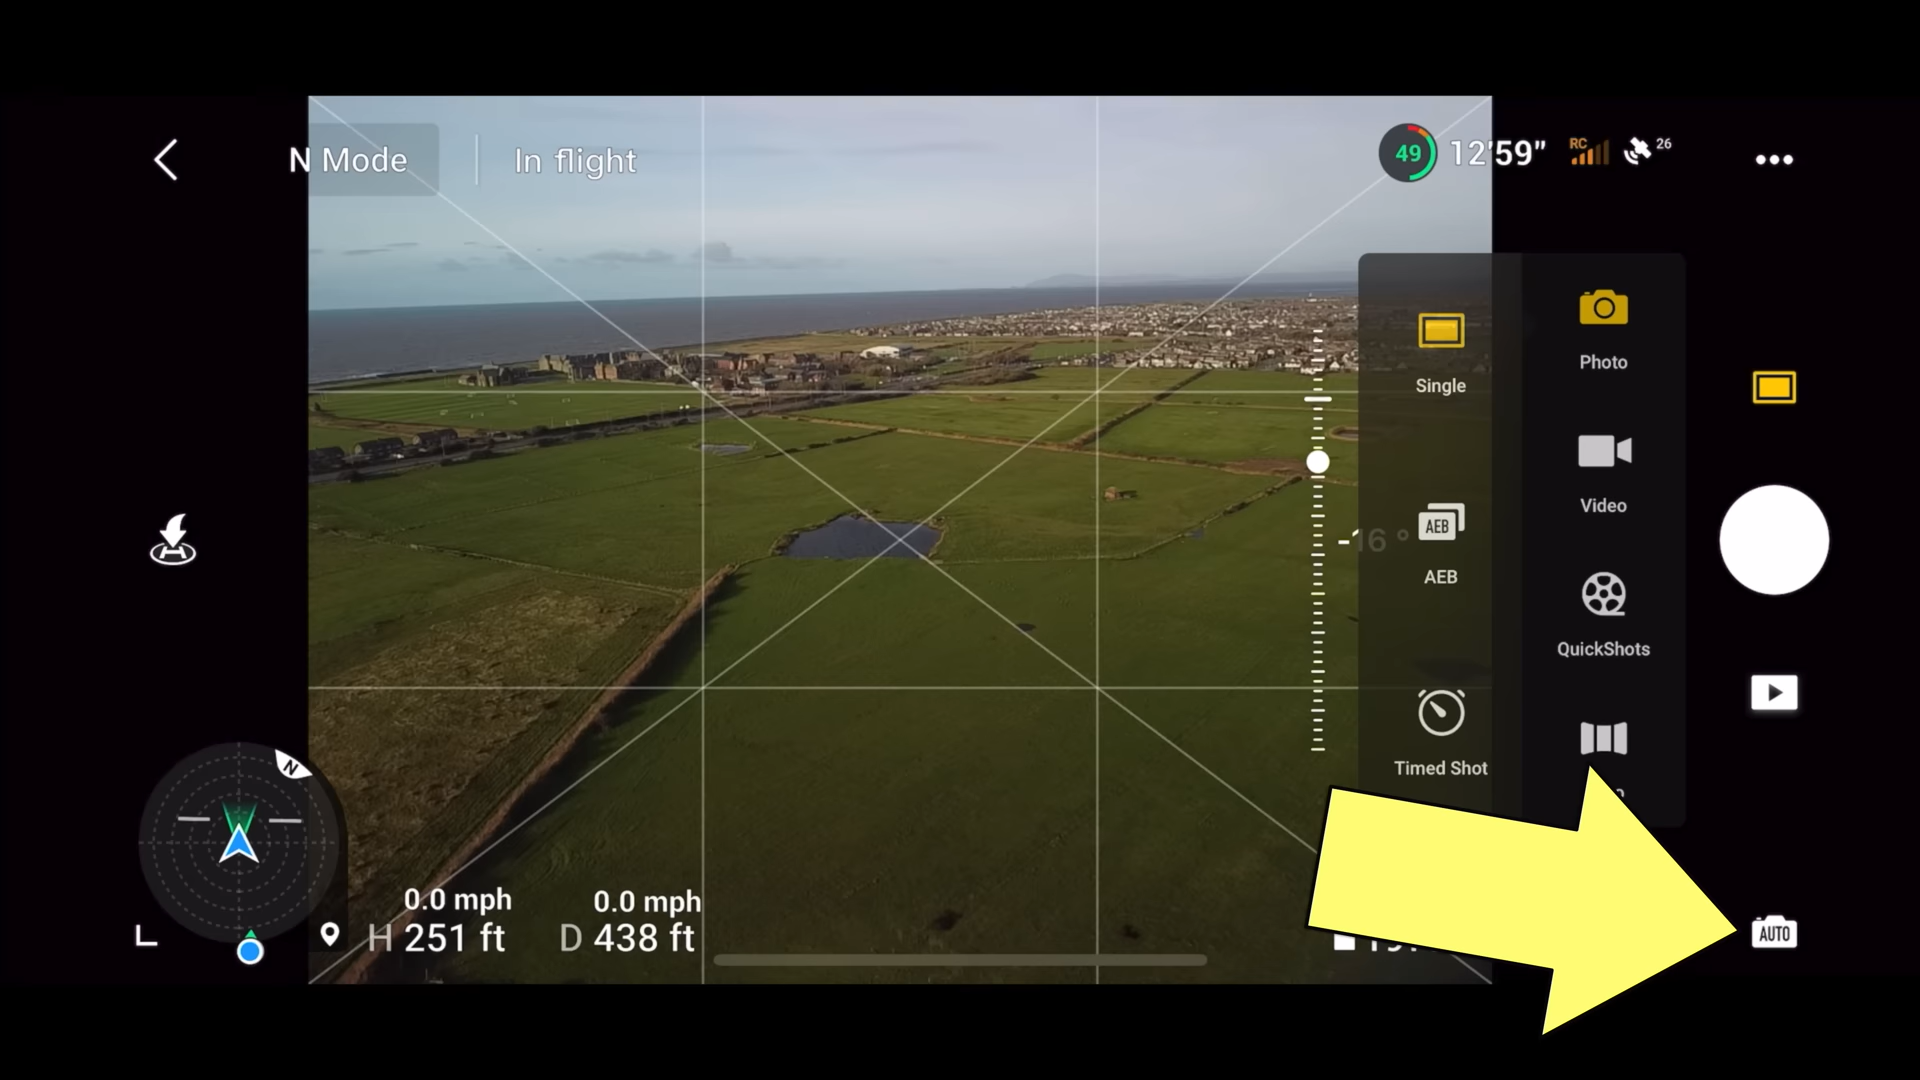 N Mode
In flight
49
12'59"
RC
26
Photo
Single
Video
AEB
-16 °
AEB
QuickShots
Timed Shot
N
0.0 mph
0.0 mph
H 251 ft
D 438 ft
AUTO